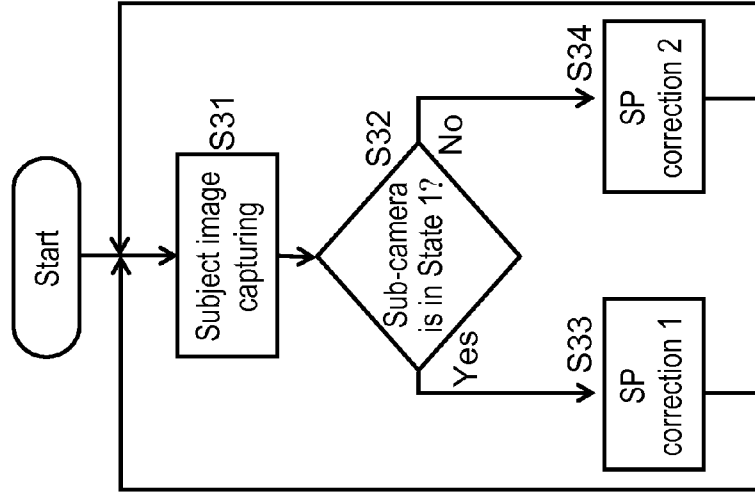 Start
Subject image
capturing
S31
Sub-camera
is in State 1?
S32
Yes
No
S33
SP
correction 1
S34
SP
correction 2